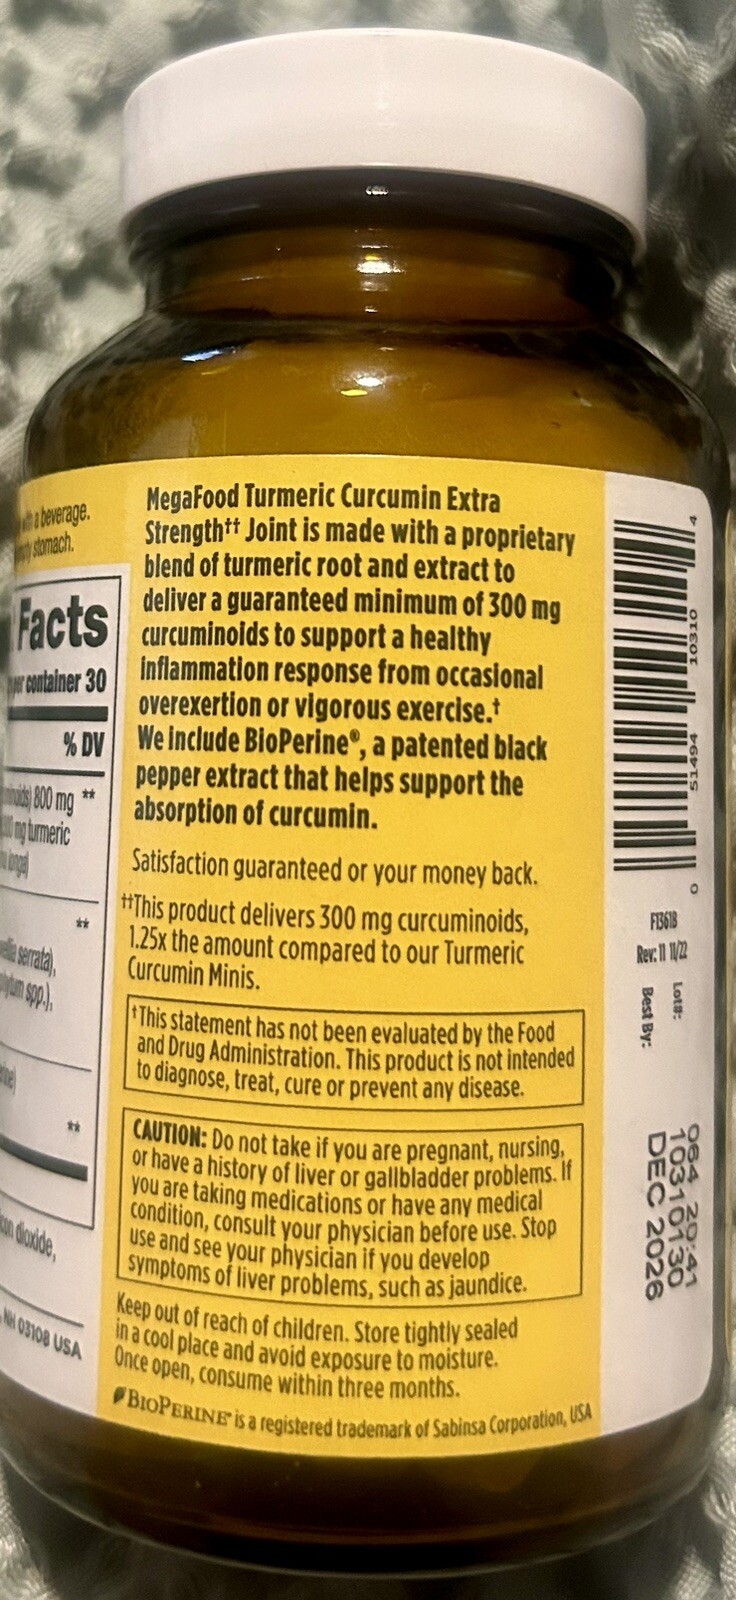 a beverage.
stomach.
Facts
per container 30
% DV
800 mg **
mg turmeric
longa)
**
serrata),
spp.),
**
dioxide,
NH 03108 USA
MegaFood Turmeric Curcumin Extra
Strength†† Joint is made with a proprietary
blend of turmeric root and extract to
deliver a guaranteed minimum of 300 mg
curcuminoids to support a healthy
inflammation response from occasional
overexertion or vigorous exercise.†
We include BioPerine®, a patented black
pepper extract that helps support the
absorption of curcumin.
Satisfaction guaranteed or your money back.
††This product delivers 300 mg curcuminoids,
1.25x the amount compared to our Turmeric
Curcumin Minis.
†This statement has not been evaluated by the Food
and Drug Administration. This product is not intended
to diagnose, treat, cure or prevent any disease.
CAUTION: Do not take if you are pregnant, nursing,
or have a history of liver or gallbladder problems. If
you are taking medications or have any medical
condition, consult your physician before use. Stop
use and see your physician if you develop
symptoms of liver problems, such as jaundice.
Keep out of reach of children. Store tightly sealed
in a cool place and avoid exposure to moisture.
Once open, consume within three months.
BIOPERINE® is a registered trademark of Sabinsa Corporation, USA
0 51494 10310 4
F13618
Rev: 11 11/22
Lot#:
Best By:
064 20:41
10310130
DEC 2026